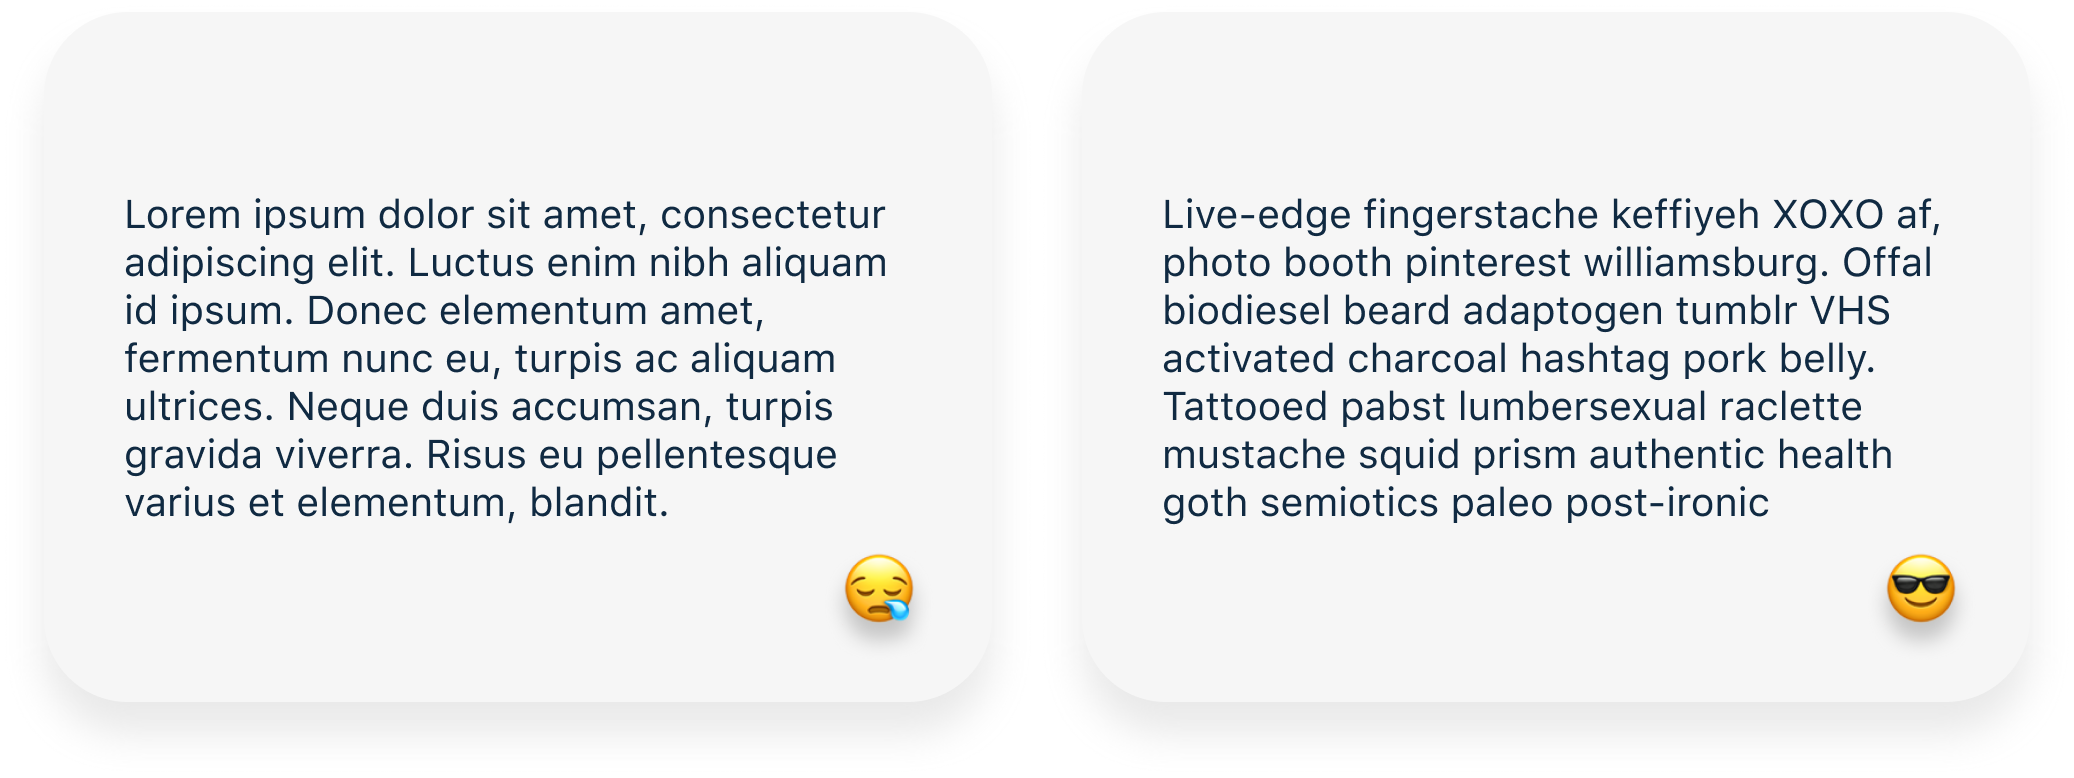 Lorem ipsum dolor sit amet, consectetur
adipiscing elit. Luctus enim nibh aliquam
id ipsum. Donec elementum amet,
fermentum nunc eu, turpis ac aliquam
ultrices. Neque duis accumsan, turpis
gravida viverra. Risus eu pellentesque
varius et elementum, blandit.
Live-edge fingerstache keffiyeh XOXO af,
photo booth pinterest williamsburg. Offal
biodiesel beard adaptogen tumblr VHS
activated charcoal hashtag pork belly.
Tattooed pabst lumbersexual raclette
mustache squid prism authentic health
goth semiotics paleo post-ironic